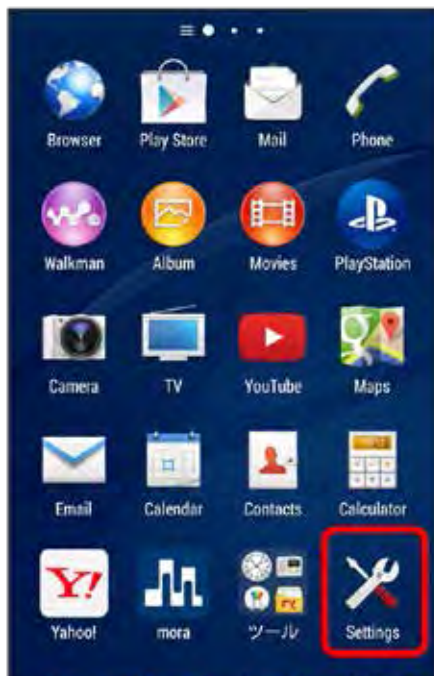 Browser Play Store Mail Phone
Walkman Album Movies PlayStation
Camera TV YouTube Maps
Email Calendar Contacts Calculator
Y!
Yahoo! mora ツール Settings